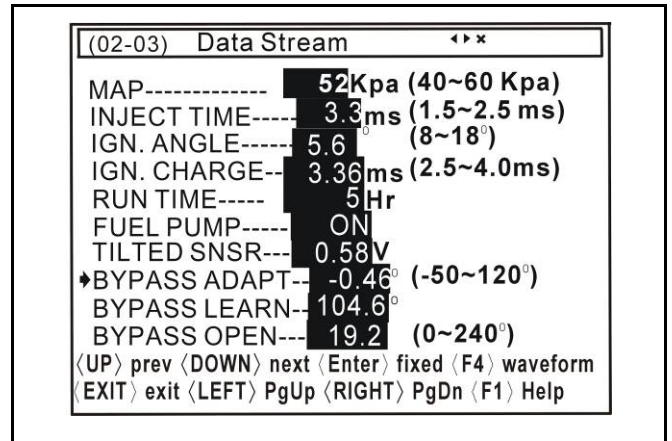 (02-03) Data Stream
MAP------------- 52Kpa (40~60 Kpa)
INJECT TIME----- 3.3ms (1.5~2.5 ms)
IGN. ANGLE------ 5.6° (8~18°)
IGN. CHARGE-- 3.36ms (2.5~4.0ms)
RUN TIME----- 5Hr
FUEL PUMP----- ON
TILTED SNSR--- 0.58V
BYPASS ADAPT-- -0.46° (-50~120°)
BYPASS LEARN-- 104.6°
BYPASS OPEN--- 19.2 (0~240°)
〈UP〉 prev 〈DOWN〉 next 〈Enter〉 fixed 〈F4〉 waveform
〈EXIT〉 exit 〈LEFT〉 PgUp 〈RIGHT〉 PgDn 〈F1〉 Help